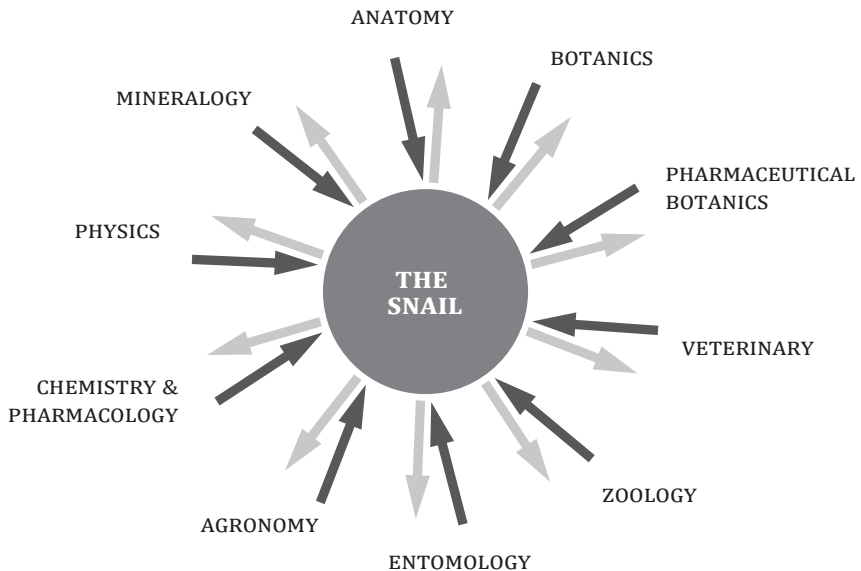 ANATOMY
BOTANICS
MINERALOGY
PHARMACEUTICAL
BOTANICS
PHYSICS
THE
SNAIL
VETERINARY
CHEMISTRY &
PHARMACOLOGY
ZOOLOGY
AGRONOMY
ENTOMOLOGY